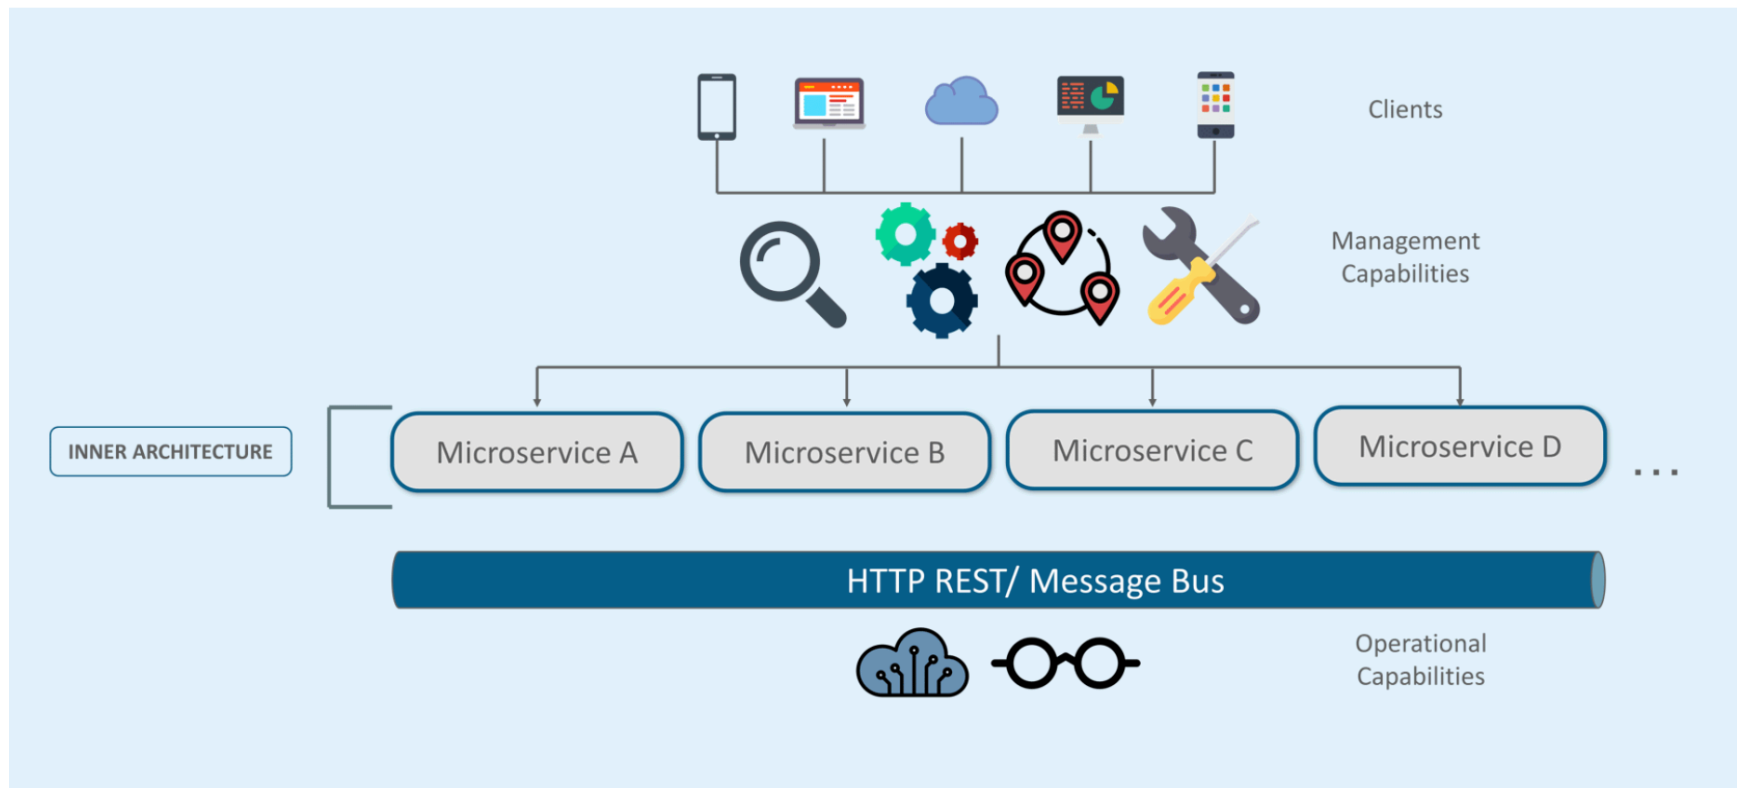 Clients
Management
Capabilities
INNER ARCHITECTURE
Microservice A
Microservice B
Microservice C
Microservice D
...
HTTP REST/ Message Bus
Operational
Capabilities